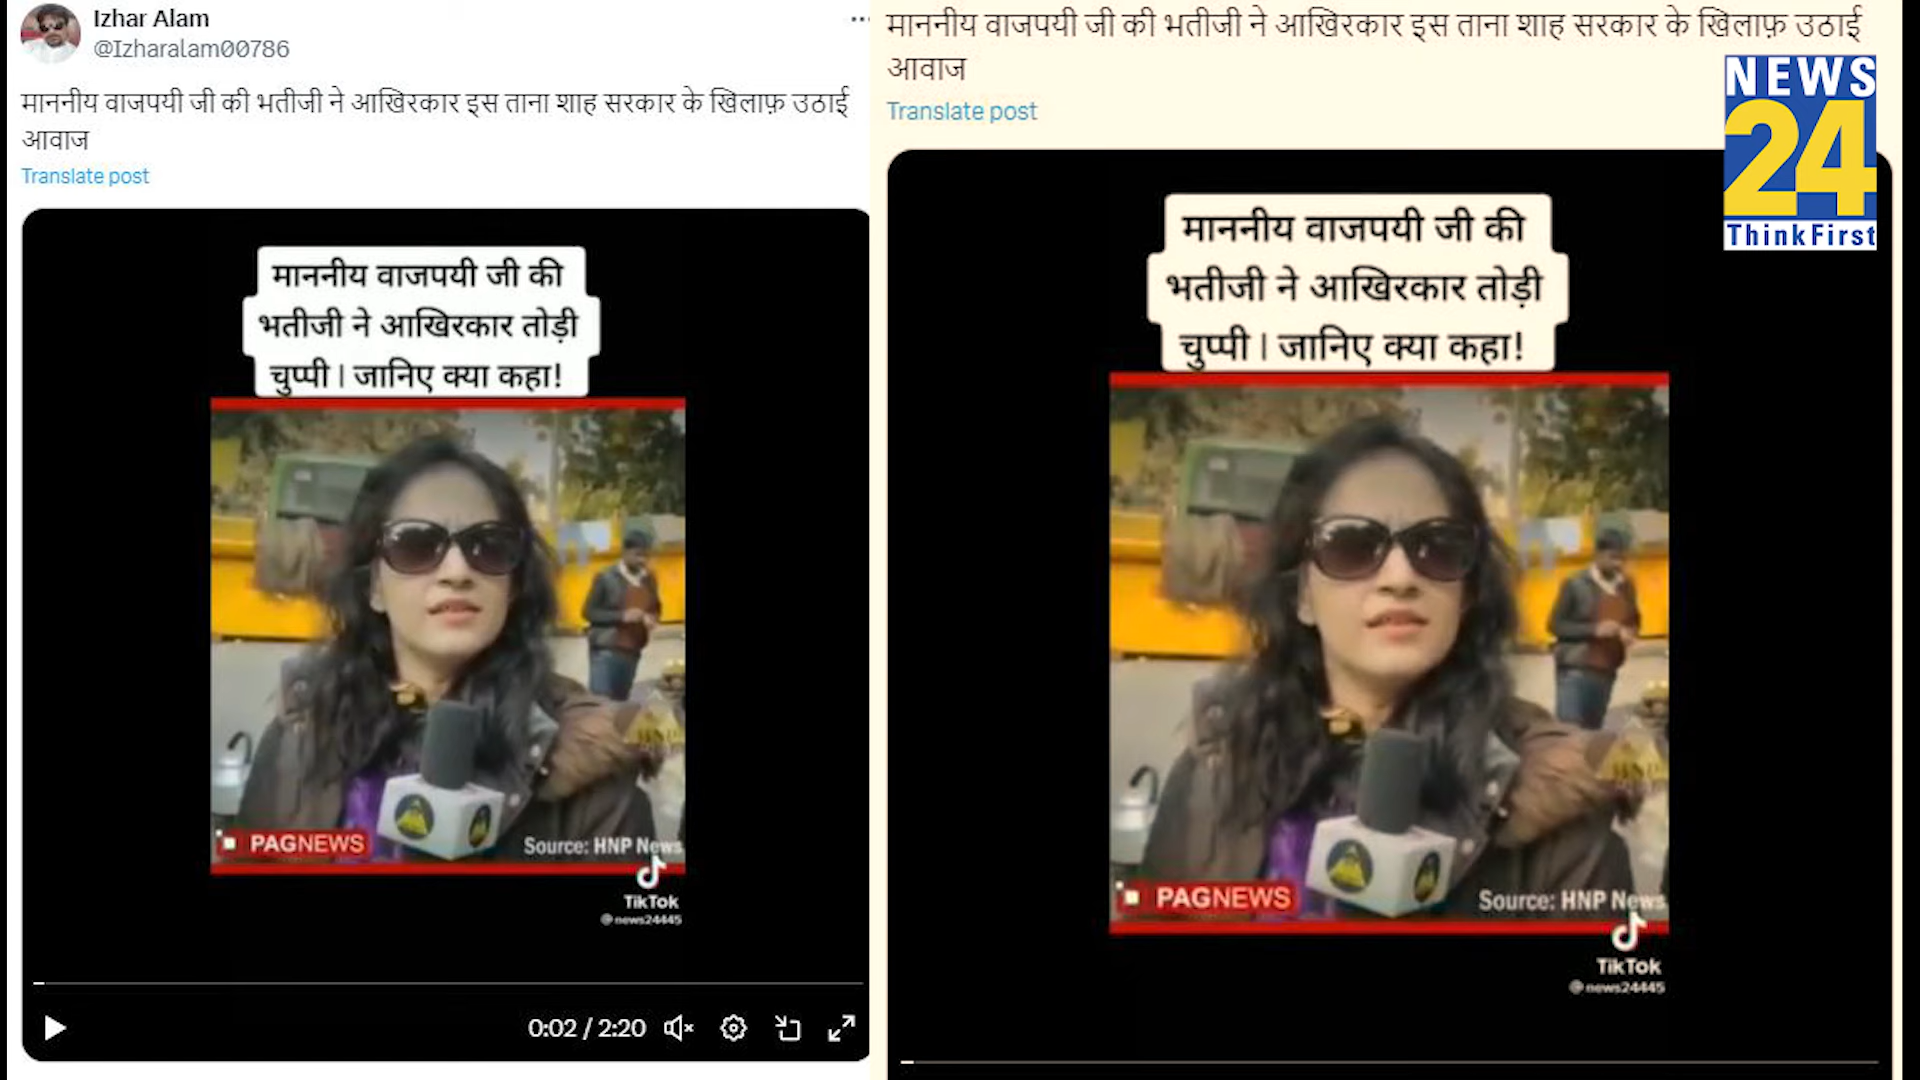 Izhar Alam
@Izharalam00786
माननीय वाजपयी जी की भतीजी ने आखिरकार इस ताना शाह सरकार के खिलाफ़ उठाई
आवाज
Translate post
माननीय वाजपयी जी की
भतीजी ने आखिरकार तोड़ी
चुप्पी । जानिए क्या कहा!
PAGNEWS
Source: HNP News
TikTok
@news24445
0:02 / 2:20
माननीय वाजपयी जी की भतीजी ने आखिरकार इस ताना शाह सरकार के खिलाफ़ उठाई
आवाज
Translate post
NEWS
24
ThinkFirst
माननीय वाजपयी जी की
भतीजी ने आखिरकार तोड़ी
चुप्पी । जानिए क्या कहा!
PAGNEWS
Source: HNP News
TikTok
@news24445